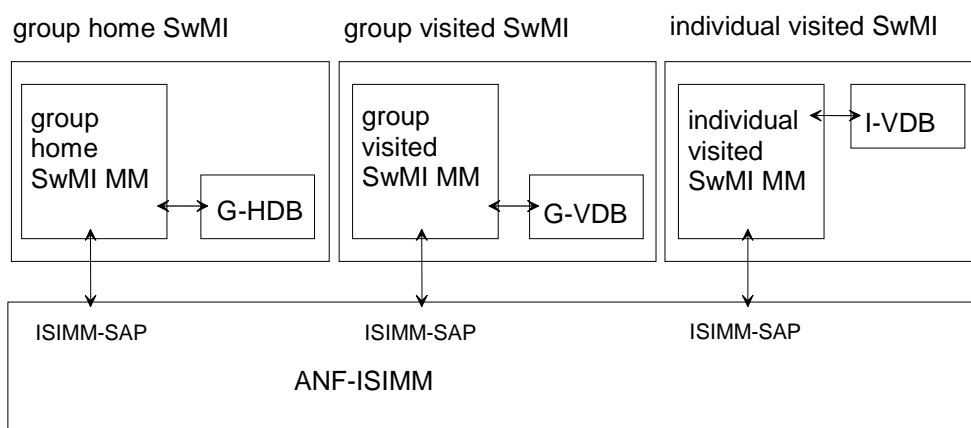 group home SwMI
group visited SwMI
individual visited SwMI
group
home
SwMI MM
G-HDB
group
visited
SwMI MM
G-VDB
individual
visited
SwMI MM
I-VDB
ISIMM-SAP
ISIMM-SAP
ISIMM-SAP
ANF-ISIMM